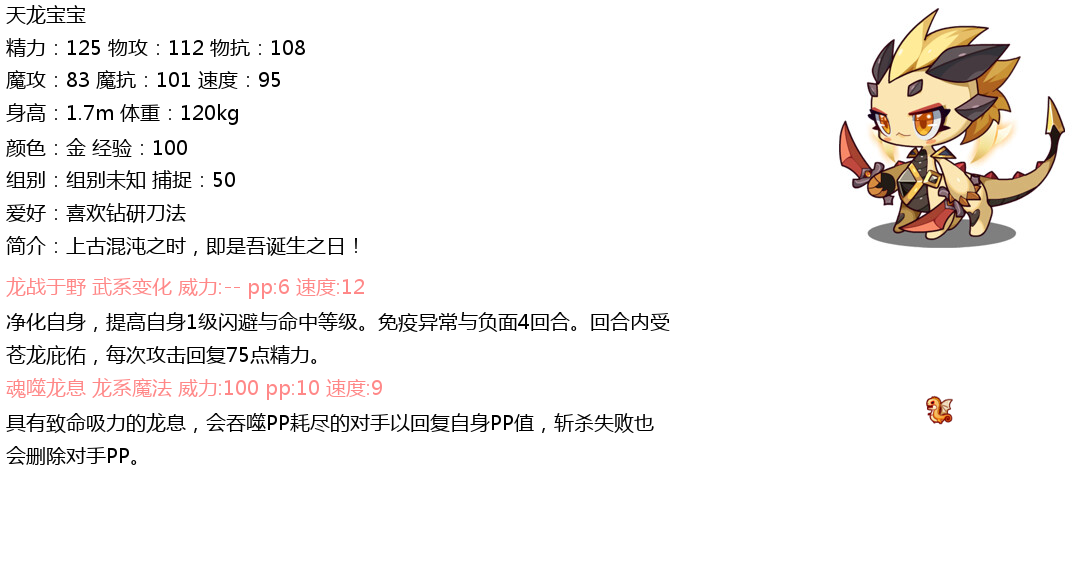 天龙宝宝
精力：125 物攻：112 物抗：108
魔攻：83 魔抗：101 速度：95
身高：1.7m 体重：120kg
颜色：金 经验：100
组别：组别未知 捕捉：50
爱好：喜欢钻研刀法
简介：上古混沌之时，即是吾诞生之日！
龙战于野 武系变化 威力:-- pp:6 速度:12
净化自身，提高自身1级闪避与命中等级。免疫异常与负面4回合。回合内受
苍龙庇佑，每次攻击回复75点精力。
魂噬龙息 龙系魔法 威力:100 pp:10 速度:9
具有致命吸力的龙息，会吞噬PP耗尽的对手以回复自身PP值，斩杀失败也
会删除对手PP。